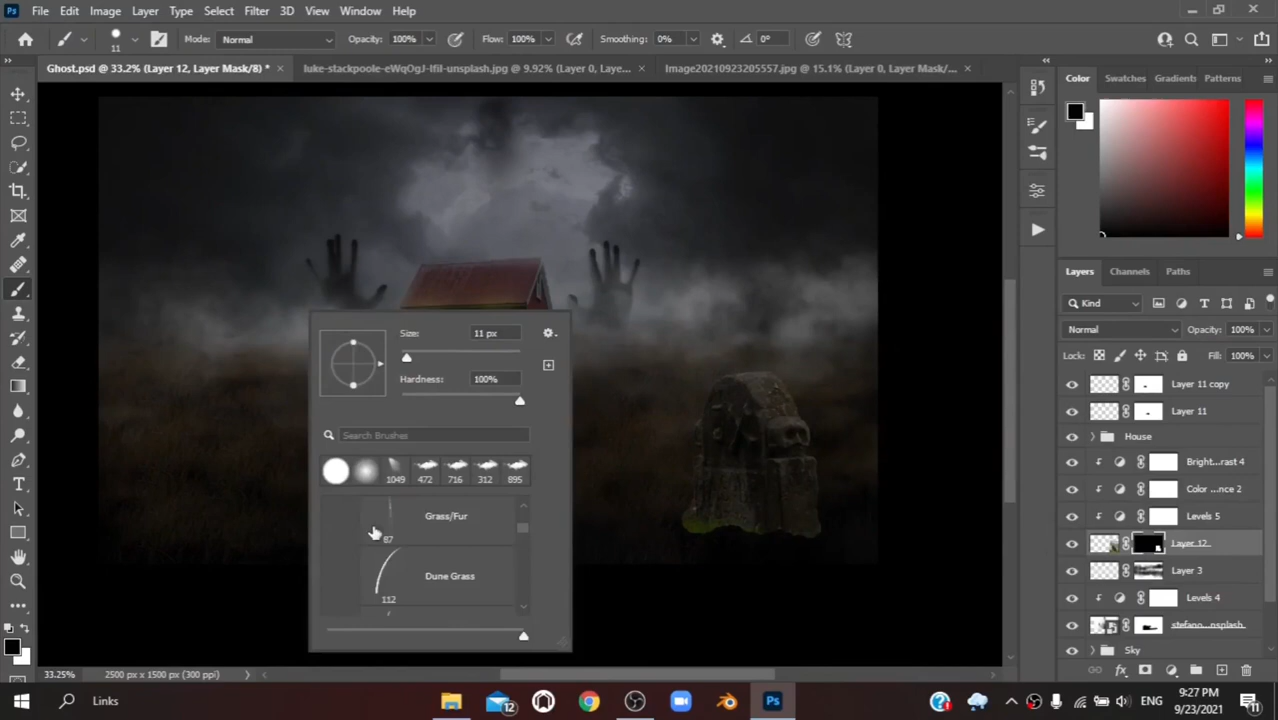 Ps File Edit Image Layer Type Select Filter 3D View Window Help
11 Mode: Normal Opacity: 100% Flow: 100% Smoothing: 0% 0°
Ghost.psd @ 33.2% (Layer 12, Layer Mask/8) * luke-stackpoole-eWqOgJ-lfiI-unsplash.jpg @ 9.92% (Layer 0, Laye... Image20210923205557.jpg @ 15.1% (Layer 0, Layer Mask/...
Color Swatches Gradients Patterns
Layers Channels Paths
Kind
Normal Opacity: 100%
Lock: Fill: 100%
Layer 11 copy
Layer 11
House
Bright...rast 4
Color ...nce 2
Levels 5
Layer 12
Layer 3
Levels 4
stefano...nsplash
Sky
Size: 11 px
Hardness: 100%
Search Brushes
1049 472 716 312 895
Grass/Fur
87
Dune Grass
112
T
33.25% 2500 px x 1500 px (300 ppi)
Links 12 Ps ENG 9:27 PM
9/23/2021 11